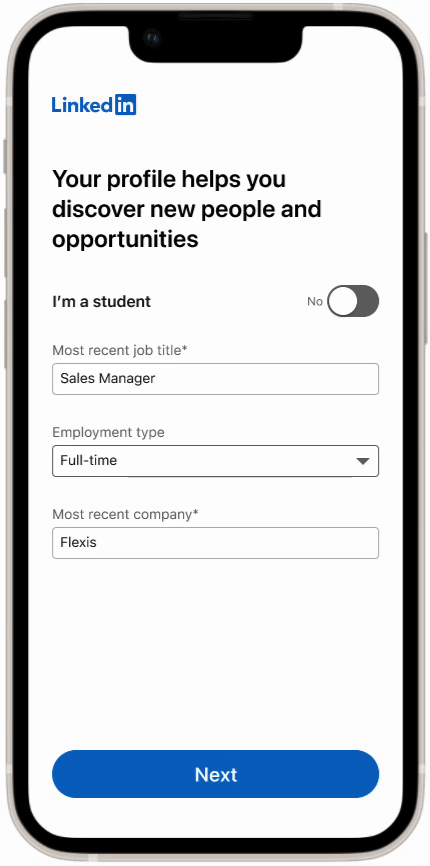 LinkedIn
Your profile helps you
discover new people and
opportunities
I'm a student No
Most recent job title*
Sales Manager
Employment type
Full-time
Most recent company*
Flexis
Next